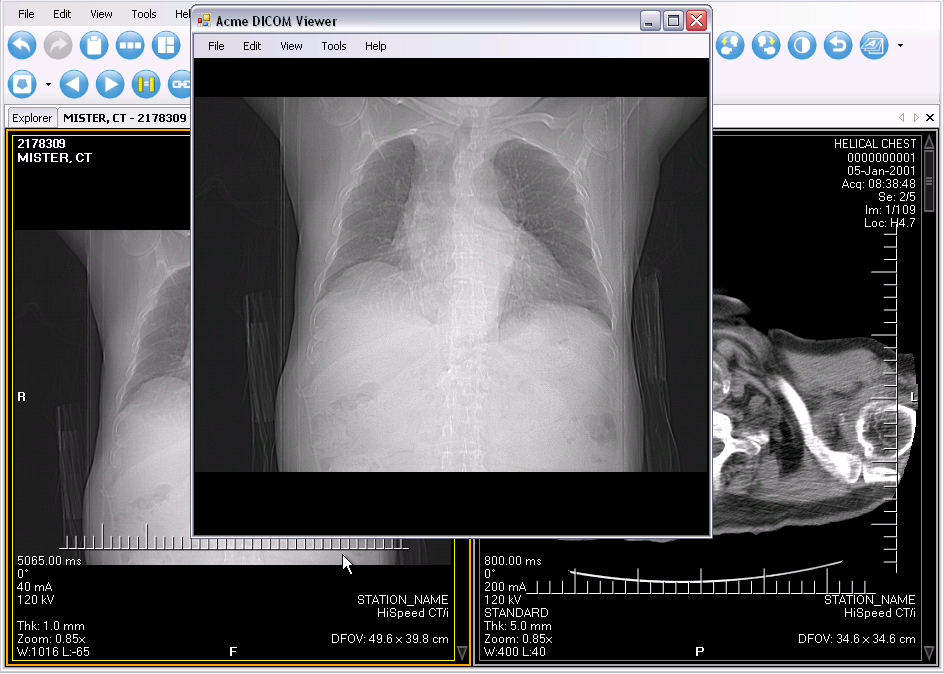 File Edit View Tools
Acme DICOM Viewer
File Edit View Tools Help
Explorer MISTER, CT - 2178309
2178309
MISTER, CT
R
5065.00 ms
0°
40 mA
120 kV
Thk: 1.0 mm
Zoom: 0.85x
W:1016 L:-65
F
STATION_NAME
HiSpeed CT/i
DFOV: 49.6 x 39.8 cm
HELICAL CHEST
0000000001
05-Jan-2001
Acq: 08:38:48
Se: 2/5
Im: 1/109
Loc: H4.7
L
800.00 ms
0°
200 mA
120 kV
STANDARD
Thk: 5.0 mm
Zoom: 0.85x
W:400 L:40
P
STATION_NAME
HiSpeed CT/i
DFOV: 34.6 x 34.6 cm